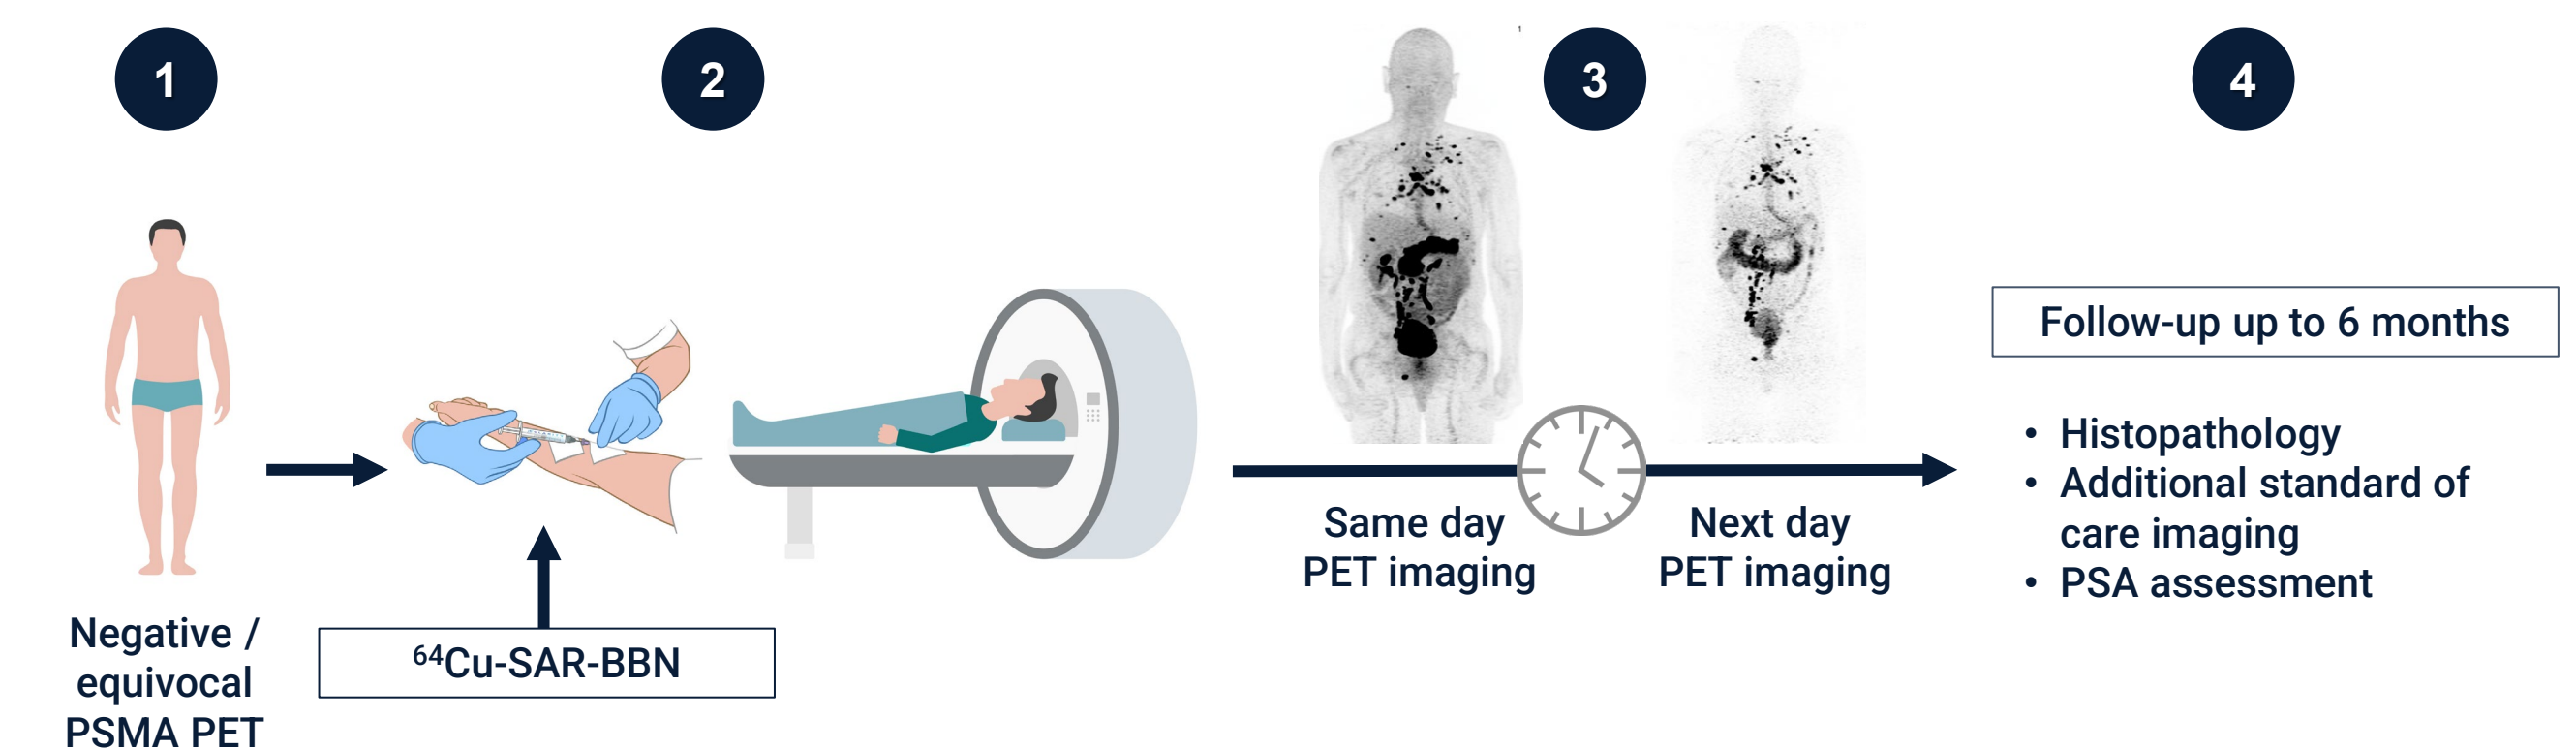 1
2
3
4
1
Negative /
equivocal
PSMA PET
⁶⁴Cu-SAR-BBN
Same day
PET imaging
Next day
PET imaging
Follow-up up to 6 months
• Histopathology
• Additional standard of
care imaging
• PSA assessment